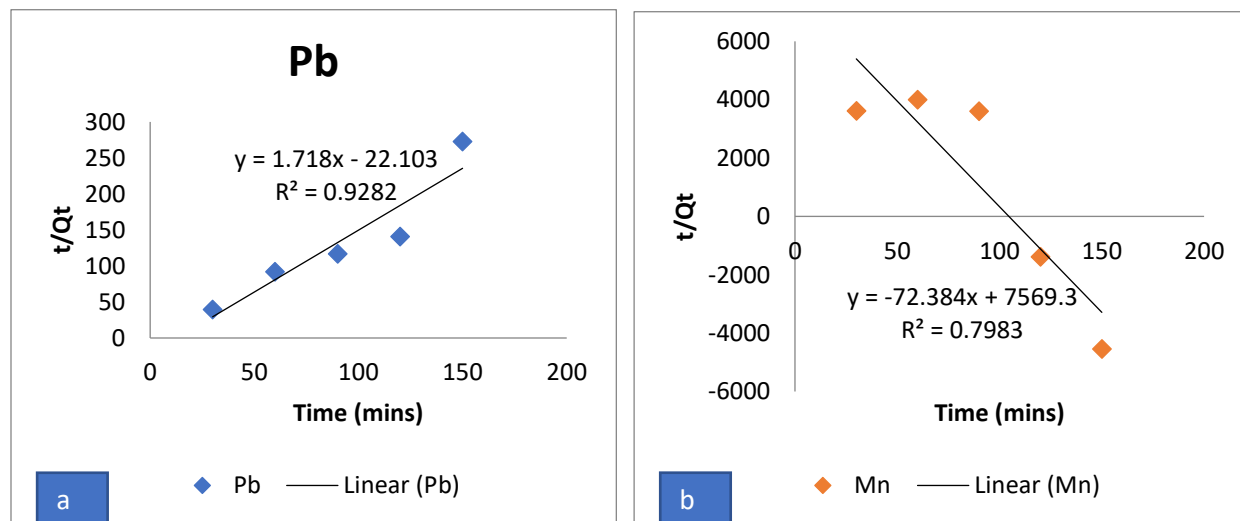 Pb
300
250
200
150
100
50
0
y = 1.718x - 22.103
R² = 0.9282
t/Qt
0 50 100 150 200
Time (mins)
Pb Linear (Pb)
a
6000
4000
2000
0
-2000
-4000
-6000
t/Qt
0 50 100 150 200
y = -72.384x + 7569.3
R² = 0.7983
Time (mins)
Mn Linear (Mn)
b